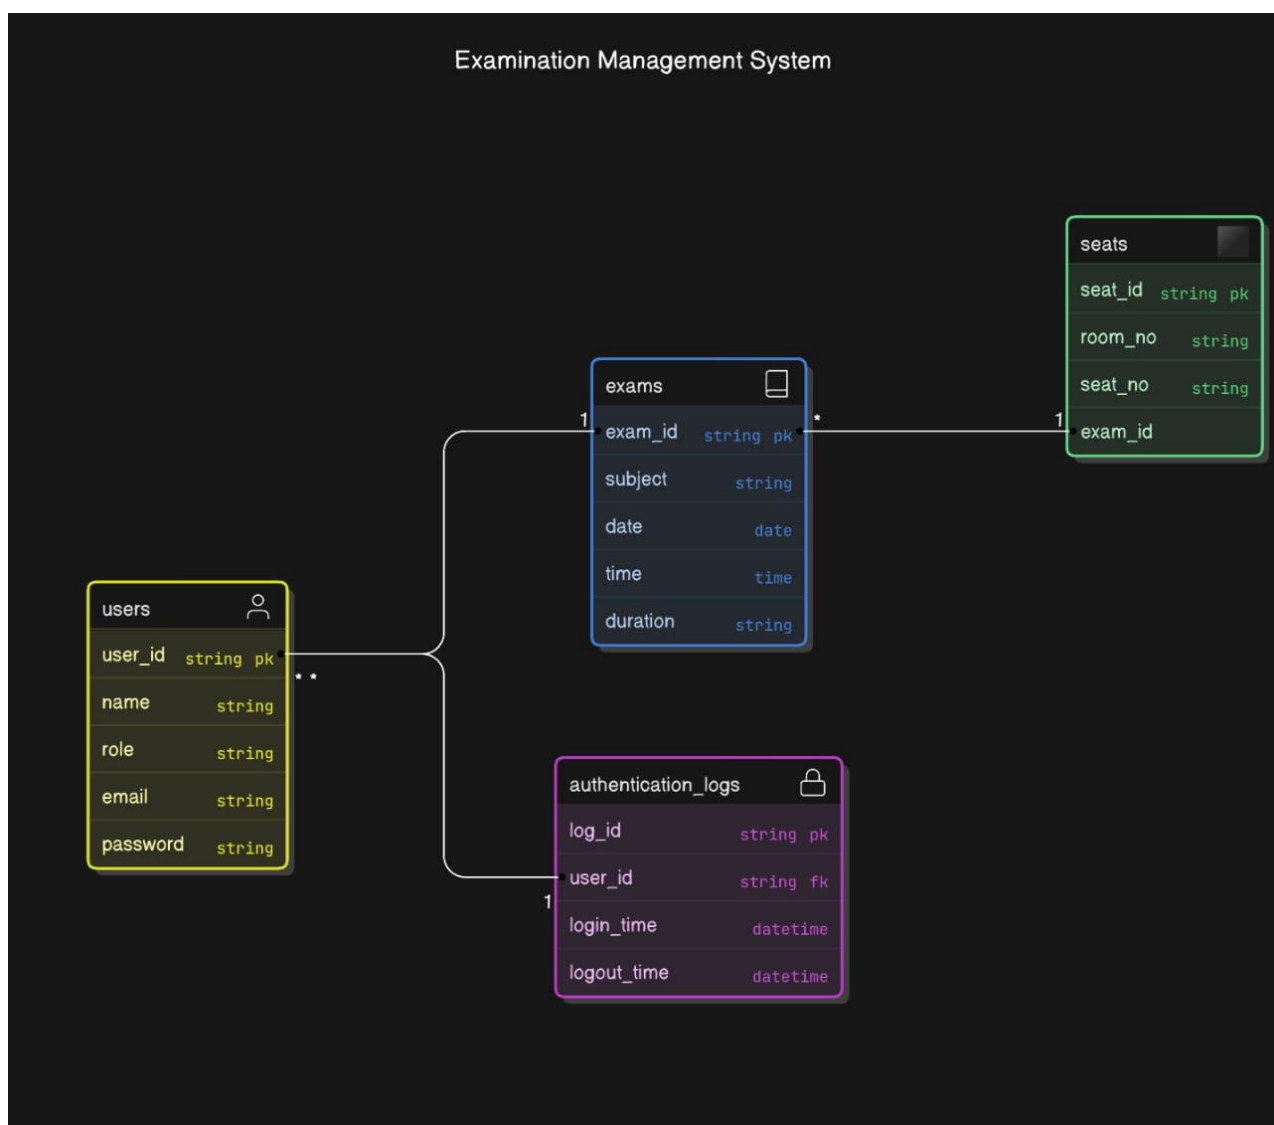 Examination Management System
seats
seat_id string pk
room_no string
seat_no string
1 exam_id
exams
1 exam_id string pk *
subject string
date date
time time
duration string
users
user_id string pk
* *
name string
role string
email string
password string
authentication_logs
log_id string pk
user_id string fk
1
login_time datetime
logout_time datetime